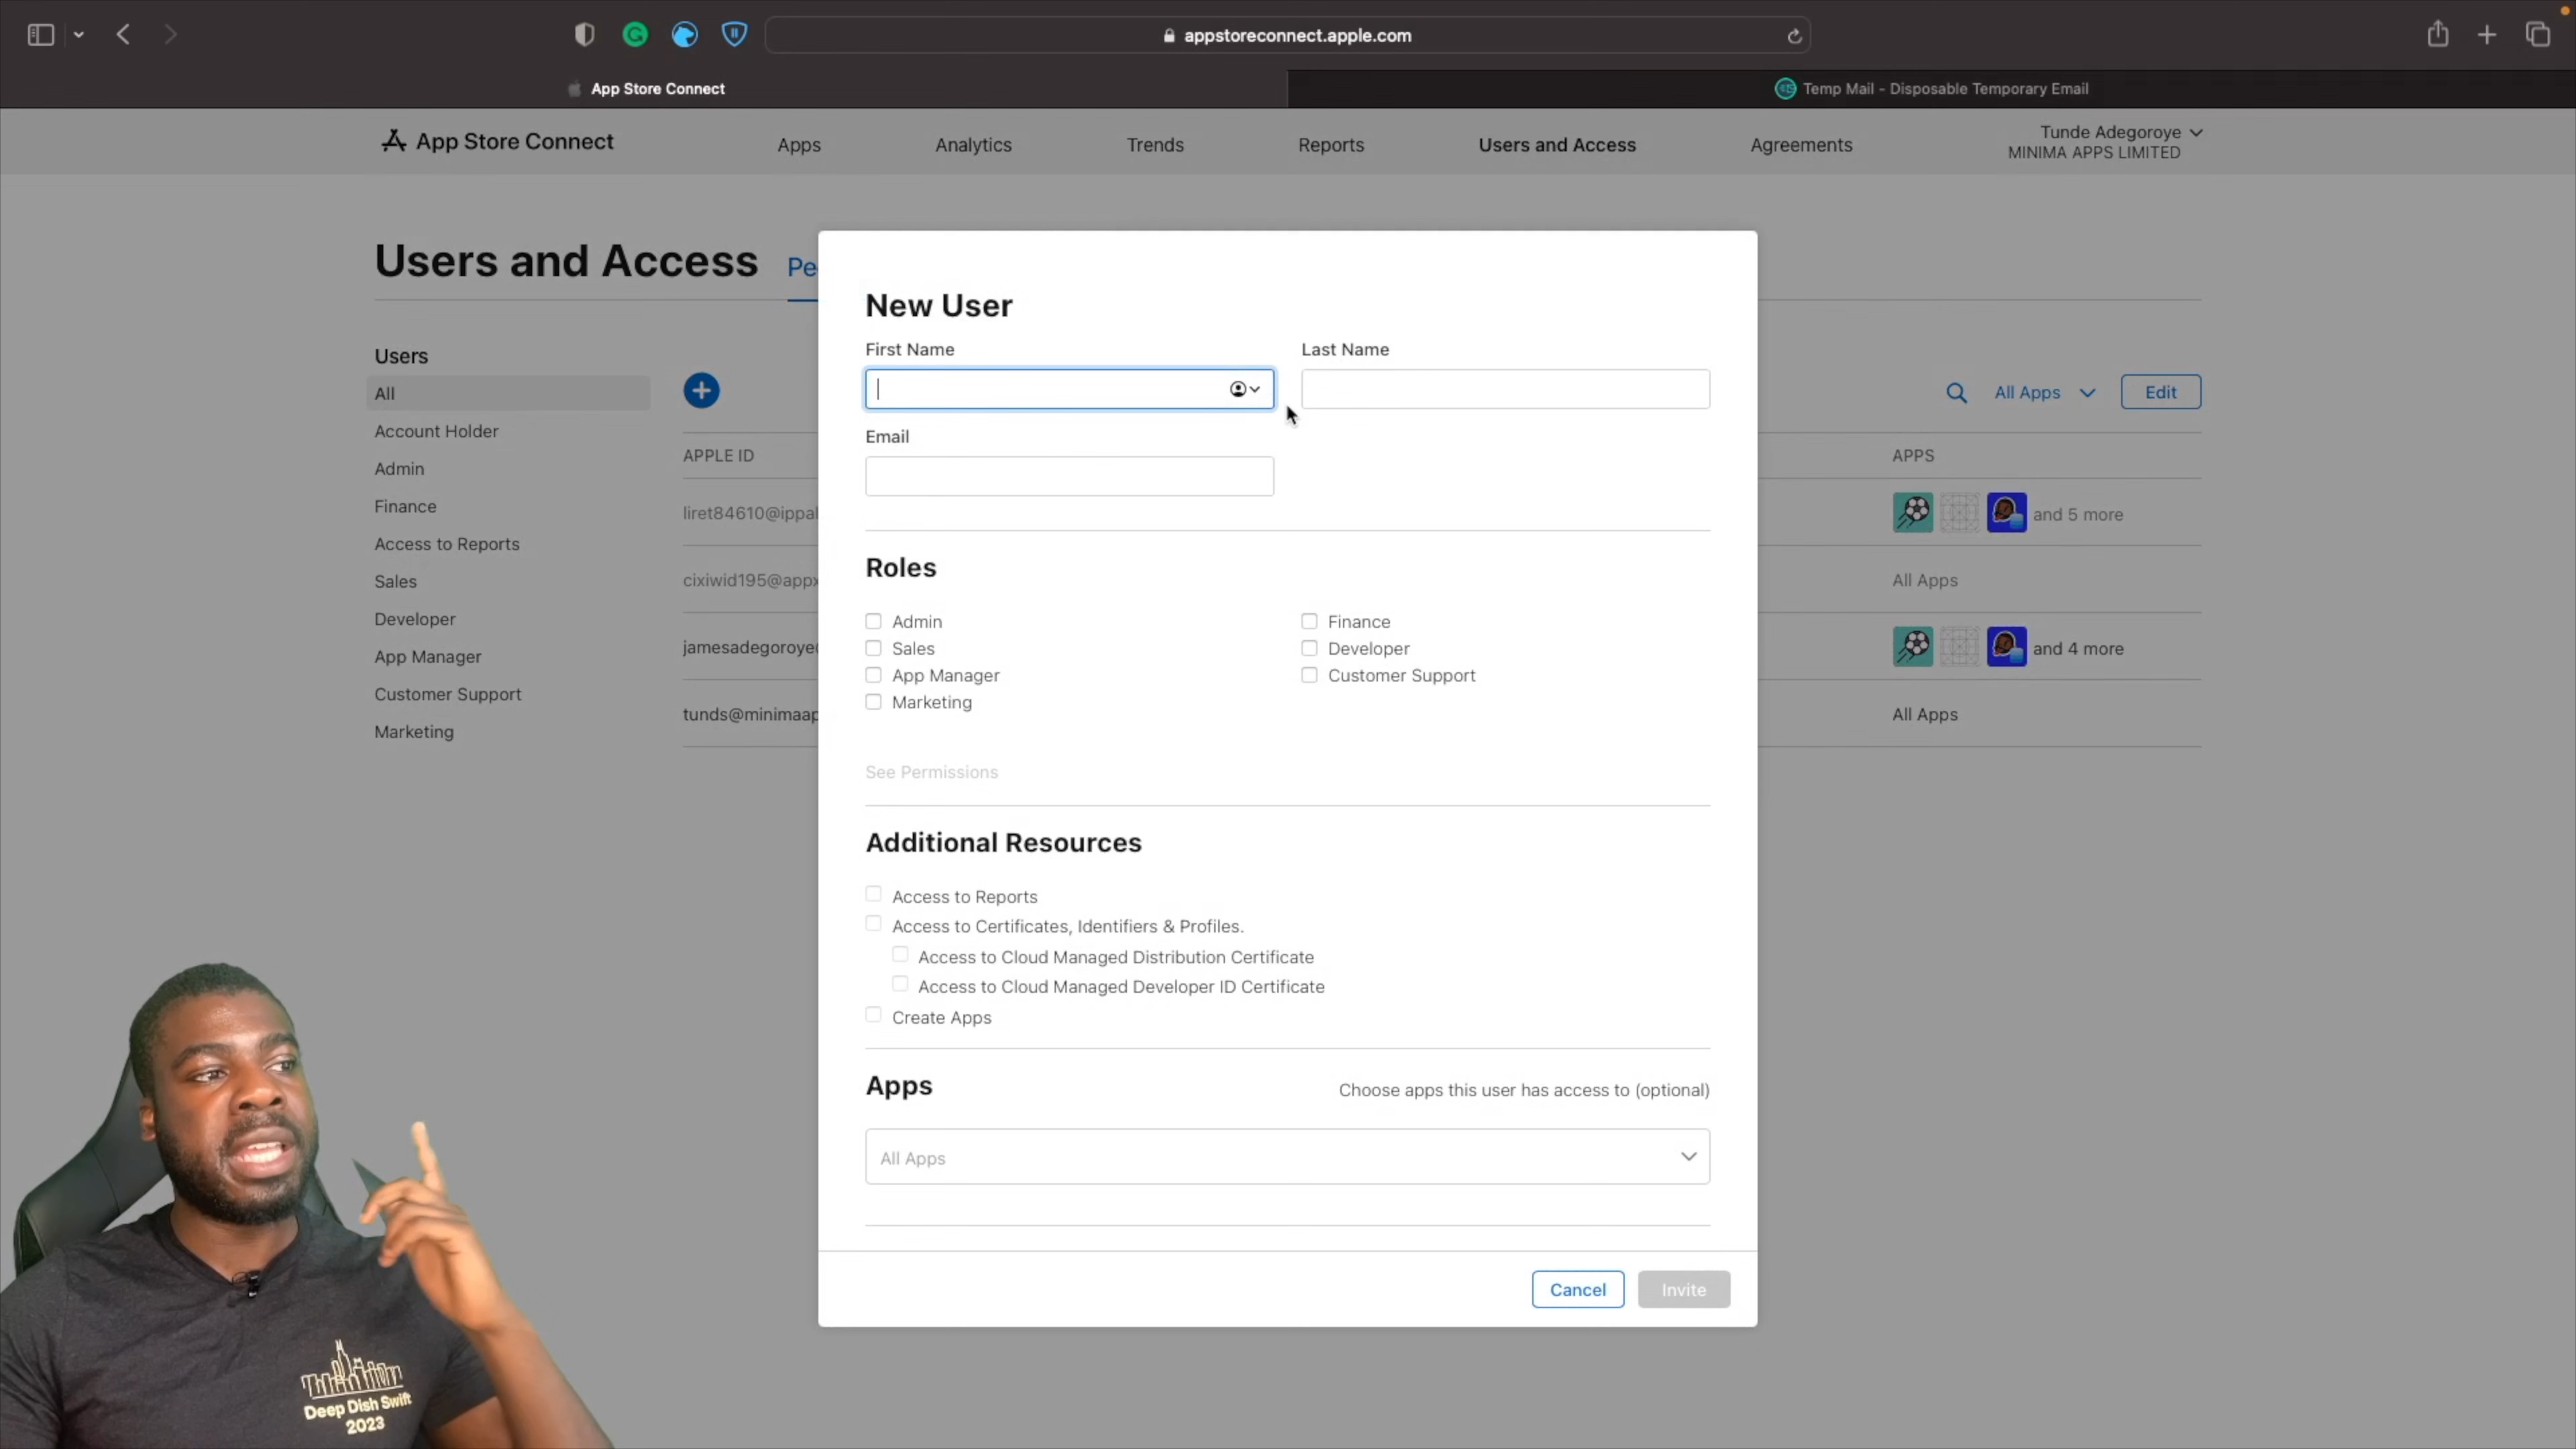 appstoreconnect.apple.com
App Store Connect
Temp Mail - Disposable Temporary Email
App Store Connect
Apps
Analytics
Trends
Reports
Users and Access
Agreements
Tunde Adegoroye
MINIMA APPS LIMITED
Users and Access
Pe
Users
All
Account Holder
Admin
Finance
Access to Reports
Sales
Developer
App Manager
Customer Support
Marketing
APPLE ID
liret84610@ippal
cixiwid195@appx
jamesadegoroye
tunds@minimaap
New User
First Name
Last Name
Email
Roles
Admin
Finance
Sales
Developer
App Manager
Customer Support
Marketing
See Permissions
Additional Resources
Access to Reports
Access to Certificates, Identifiers & Profiles.
Access to Cloud Managed Distribution Certificate
Access to Cloud Managed Developer ID Certificate
Create Apps
Apps
Choose apps this user has access to (optional)
All Apps
Cancel
Invite
All Apps
Edit
APPS
and 5 more
All Apps
and 4 more
All Apps
Deep Dish Swift
2023